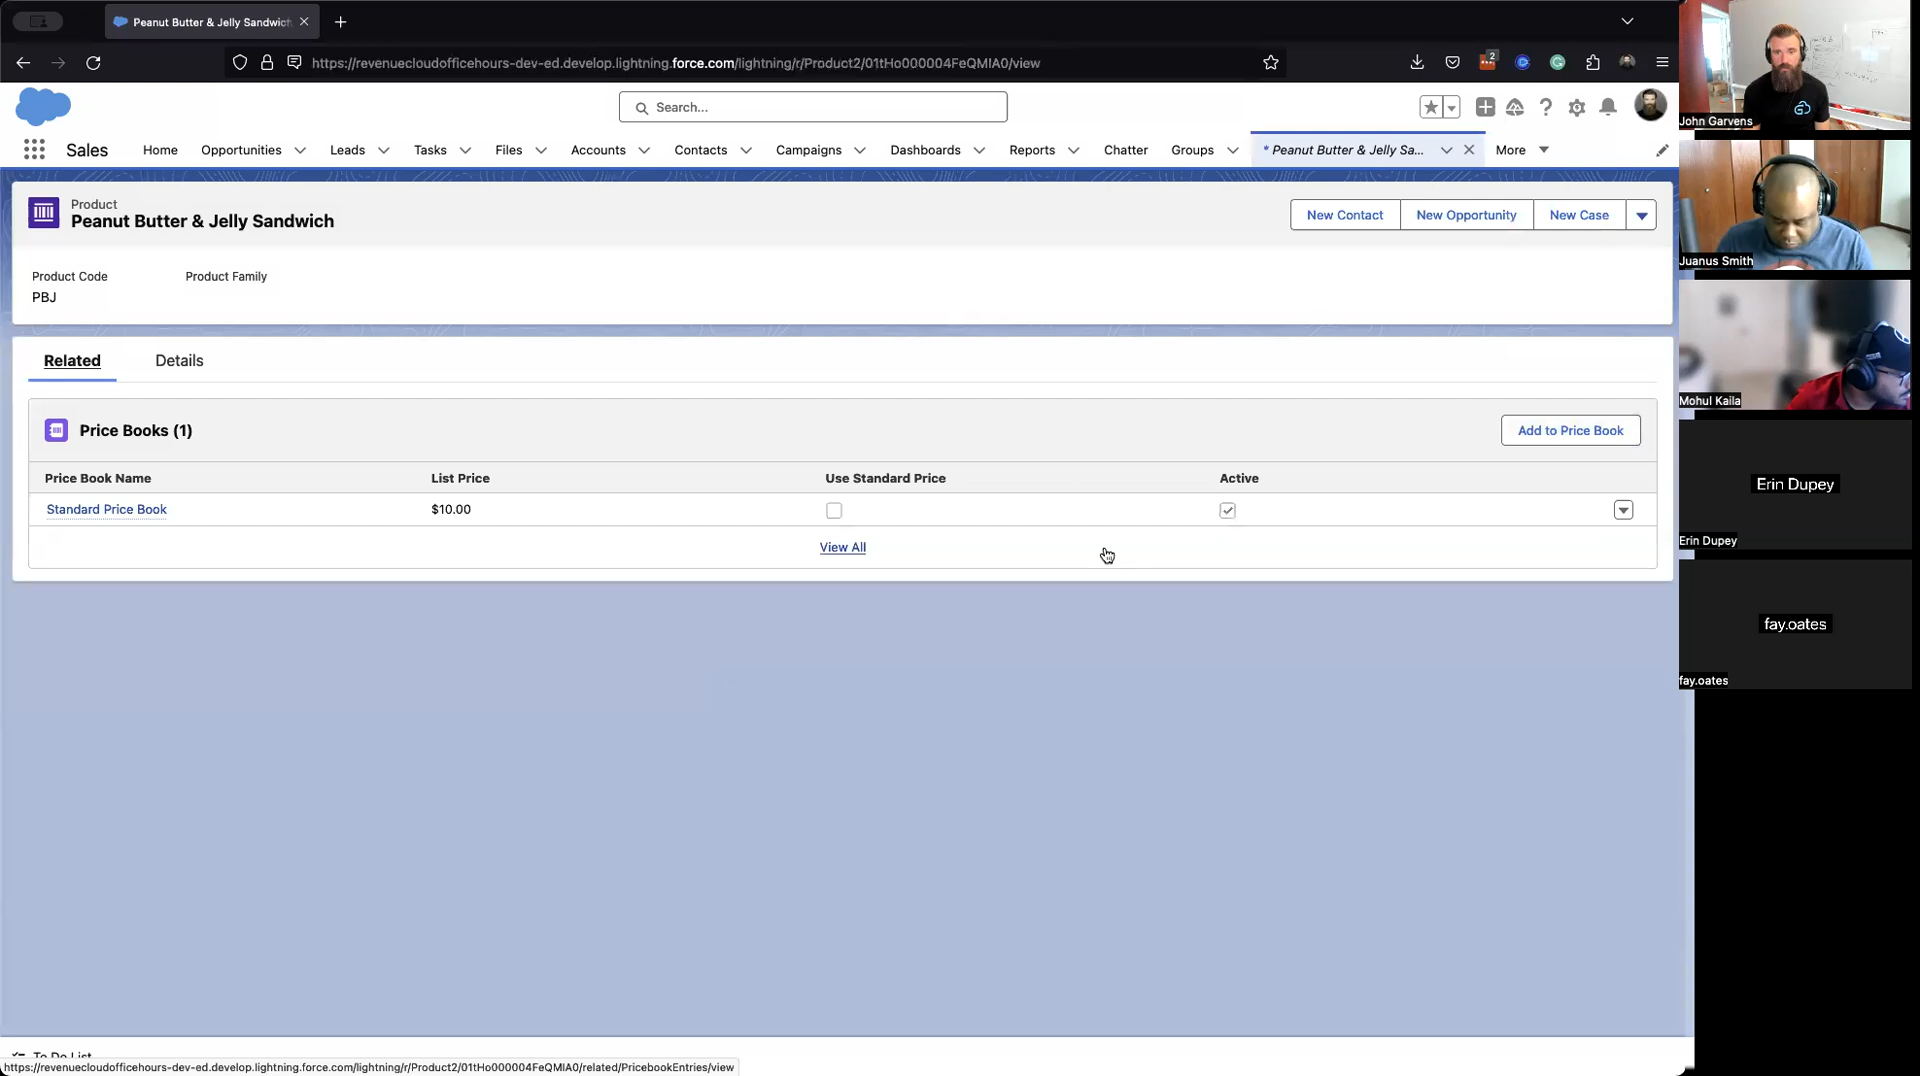 Peanut Butter & Jelly Sandwich
https://revenuecloudofficehours-dev-ed.develop.lightning.force.com/lightning/r/Product2/01tHo000004FeQMIA0/view
2
Search...
Sales
Home
Opportunities
Leads
Tasks
Files
Accounts
Contacts
Campaigns
Dashboards
Reports
Chatter
Groups
* Peanut Butter & Jelly Sa...
More
Product
Peanut Butter & Jelly Sandwich
New Contact
New Opportunity
New Case
Product Code
Product Family
PBJ
Related
Details
Price Books (1)
Add to Price Book
Price Book Name
List Price
Use Standard Price
Active
Standard Price Book
$10.00
View All
To Do List
https://revenuecloudofficehours-dev-ed.develop.lightning.force.com/lightning/r/Product2/01tHo000004FeQMIA0/related/PricebookEntries/view
John Garvens
Juanus Smith
Mohul Kaila
Erin Dupey
Erin Dupey
fay.oates
fay.oates